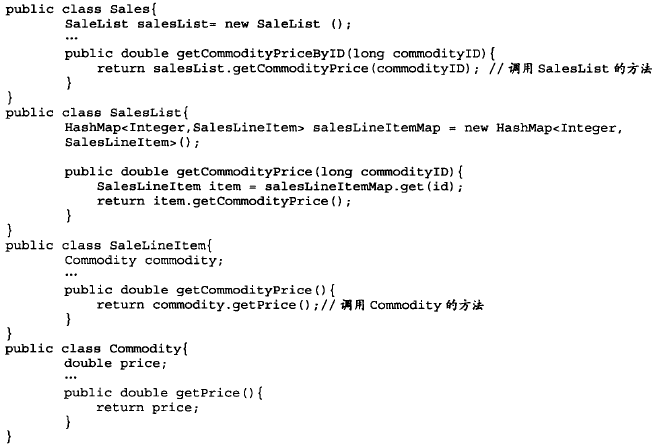 public class Sales{
SaleList salesList= new SaleList ();
…
public double getCommodityPriceByID(long commodityID){
return salesList.getCommodityPrice(commodityID); //调用 SalesList 的方法
}
}
public class SalesList{
HashMap<Integer,SalesLineItem> salesLineItemMap = new HashMap<Integer,
SalesLineItem>();
public double getCommodityPrice(long commodityID){
SalesLineItem item = salesLineItemMap.get(id);
return item.getCommodityPrice();
}
}
public class SaleLineItem{
Commodity commodity;
…
public double getCommodityPrice(){
return commodity.getPrice();//调用 Commodity 的方法
}
}
public class Commodity{
double price;
…
public double getPrice(){
return price;
}
}